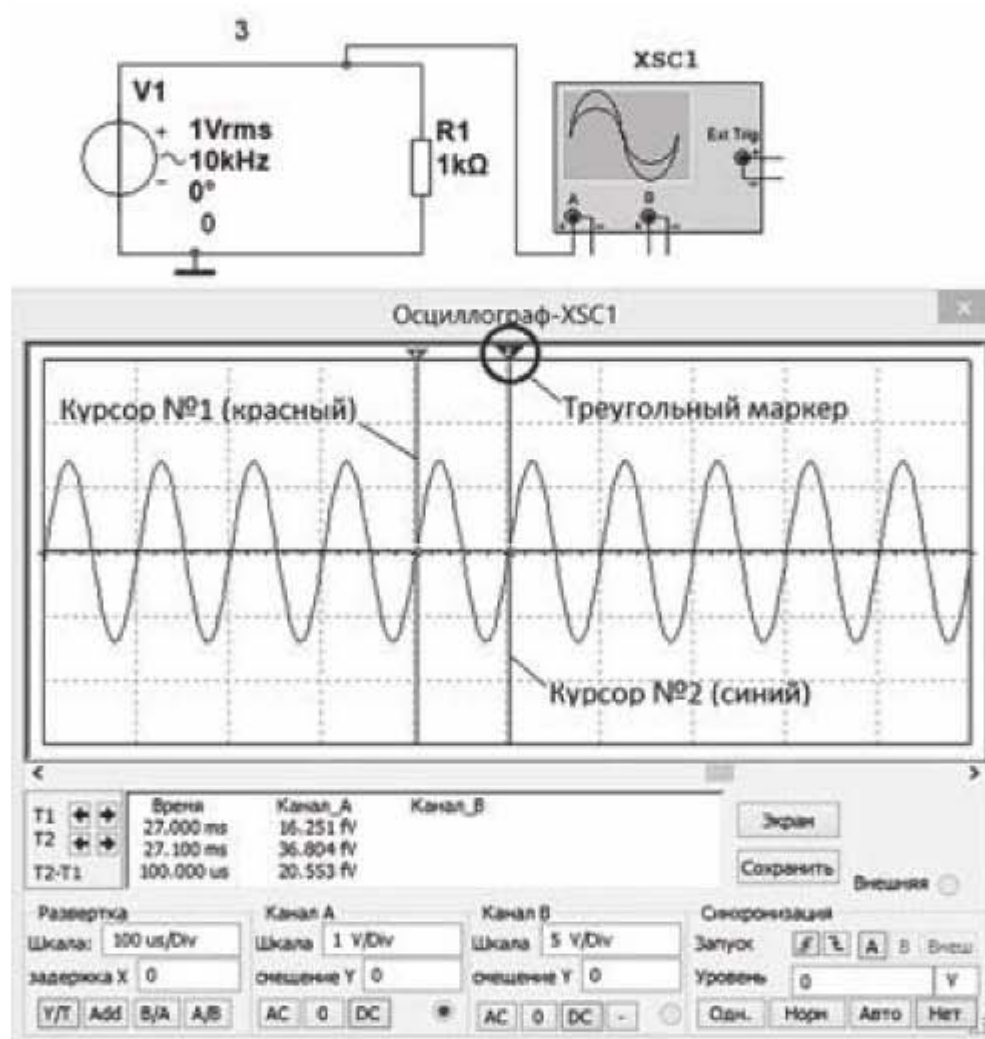 3
XSC1
V1
+ 1Vrms
~ 10kHz
- 0°
0
R1
1kΩ
Ext Trig
+
-
A
B
Осциллограф-XSC1
x
Курсор №1 (красный)
Треугольный маркер
Курсор №2 (синий)
Время Канал_A Канал_B
T1 27.000 ms 16.251 fV
T2 27.100 ms 36.804 fV
T2-T1 100.000 us 20.553 fV
Экран
Сохранить
Внешняя
Развертка
Шкала: 100 us/Div
задержка X 0
Y/T Add B/A A/B
Канал A
Шкала 1 V/Div
смещение Y 0
AC 0 DC
Канал B
Шкала 5 V/Div
смещение Y 0
AC 0 DC -
Синхронизация
Запуск A B Внеш
Уровень 0 V
Одн. Норм Авто Нет